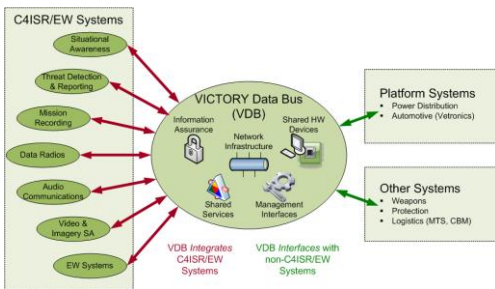 C4ISR/EW Systems
Situational
Awareness
Threat Detection
& Reporting
Mission
Recording
Data Radios
Audio
Communications
Video &
Imagery SA
EW Systems
VICTORY Data Bus
(VDB)
Information
Assurance
Shared HW
Devices
Network
Infrastructure
Shared
Services
Management
Interfaces
VDB Integrates
C4ISR/EW
Systems
VDB Interfaces with
non-C4ISR/EW
Systems
Platform Systems
• Power Distribution
• Automotive (Vetronics)
Other Systems
• Weapons
• Protection
• Logistics (MTS, CBM)